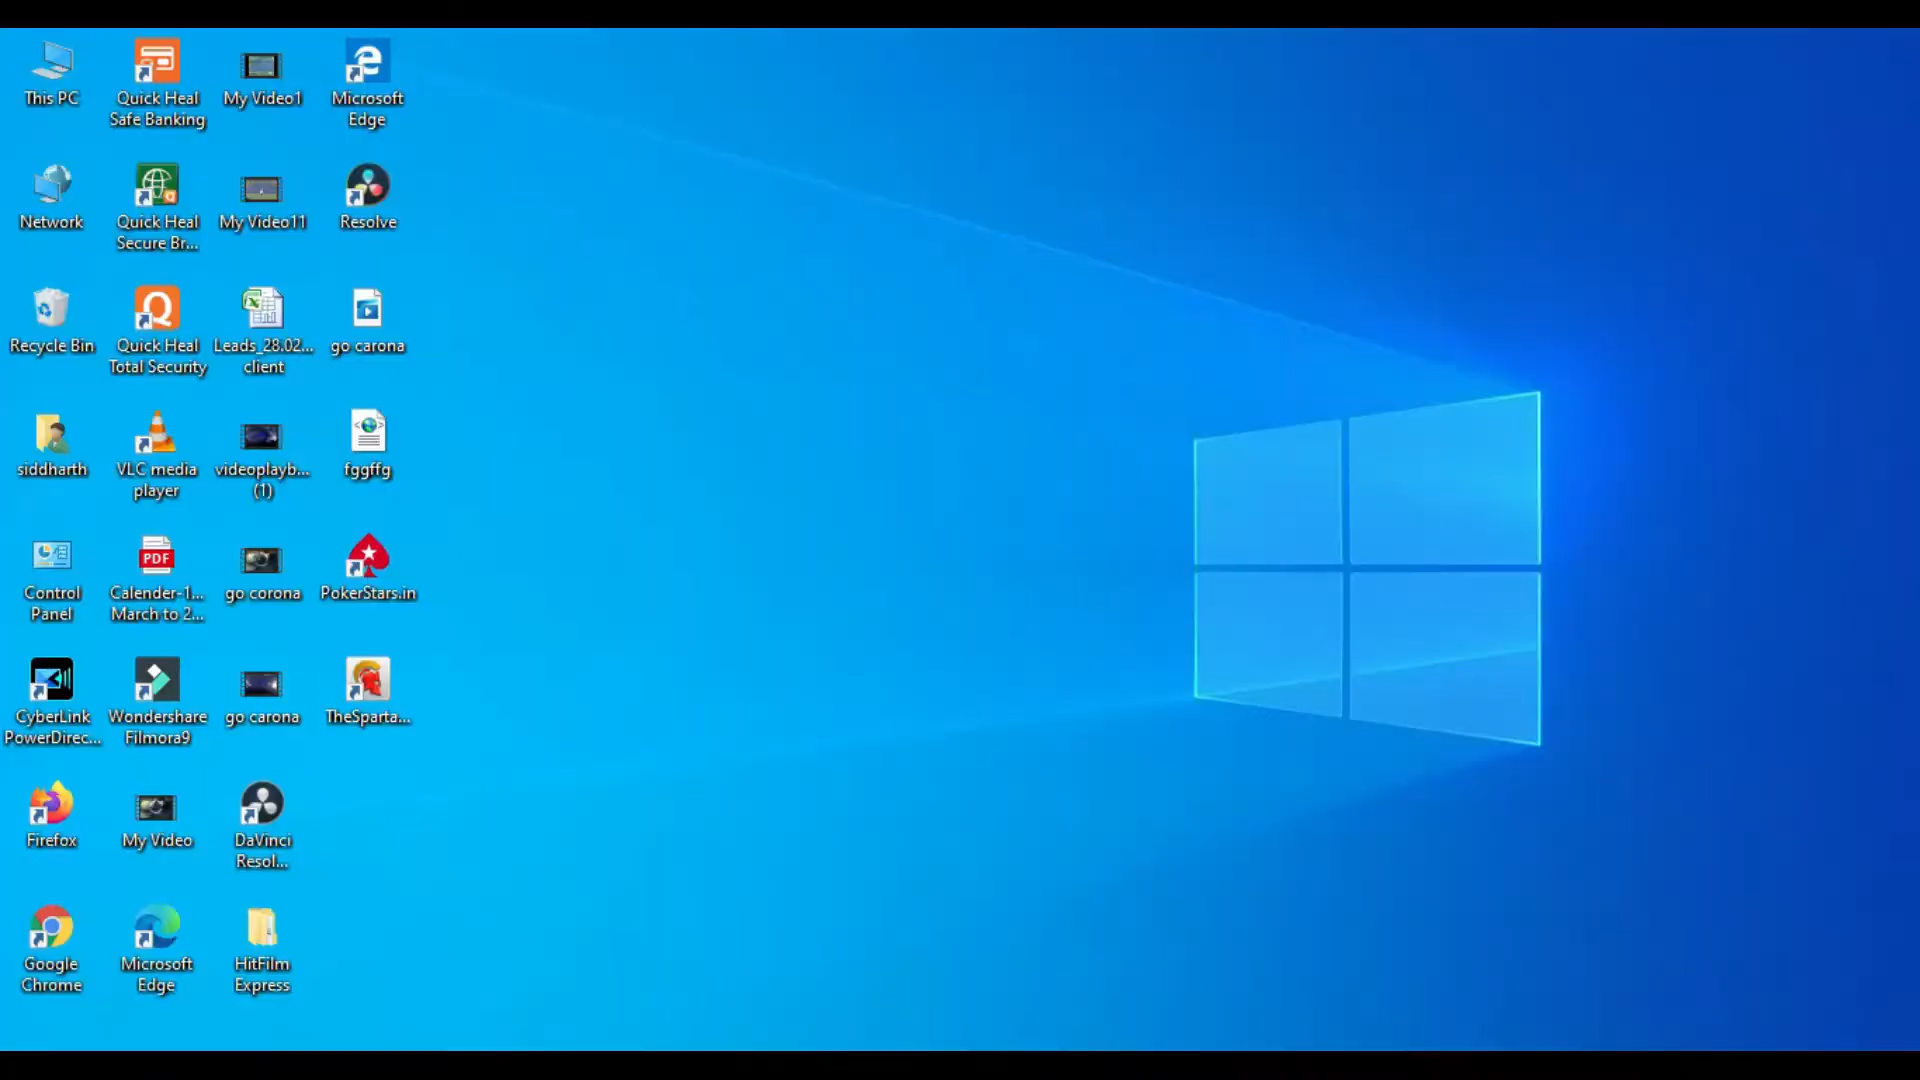 This PC
Quick Heal
Safe Banking
My Video1
Microsoft
Edge
Network
Quick Heal
Secure Br...
My Video11
Resolve
Recycle Bin
Quick Heal
Total Security
Leads_28.02...
client
go carona
siddharth
VLC media
player
videoplayb...
(1)
fggffg
Control
Panel
PDF
Calender-1...
March to 2...
go corona
PokerStars.in
CyberLink
PowerDirec...
Wondershare
Filmora9
go carona
TheSparta...
Firefox
My Video
DaVinci
Resol...
Google
Chrome
Microsoft
Edge
HitFilm
Express